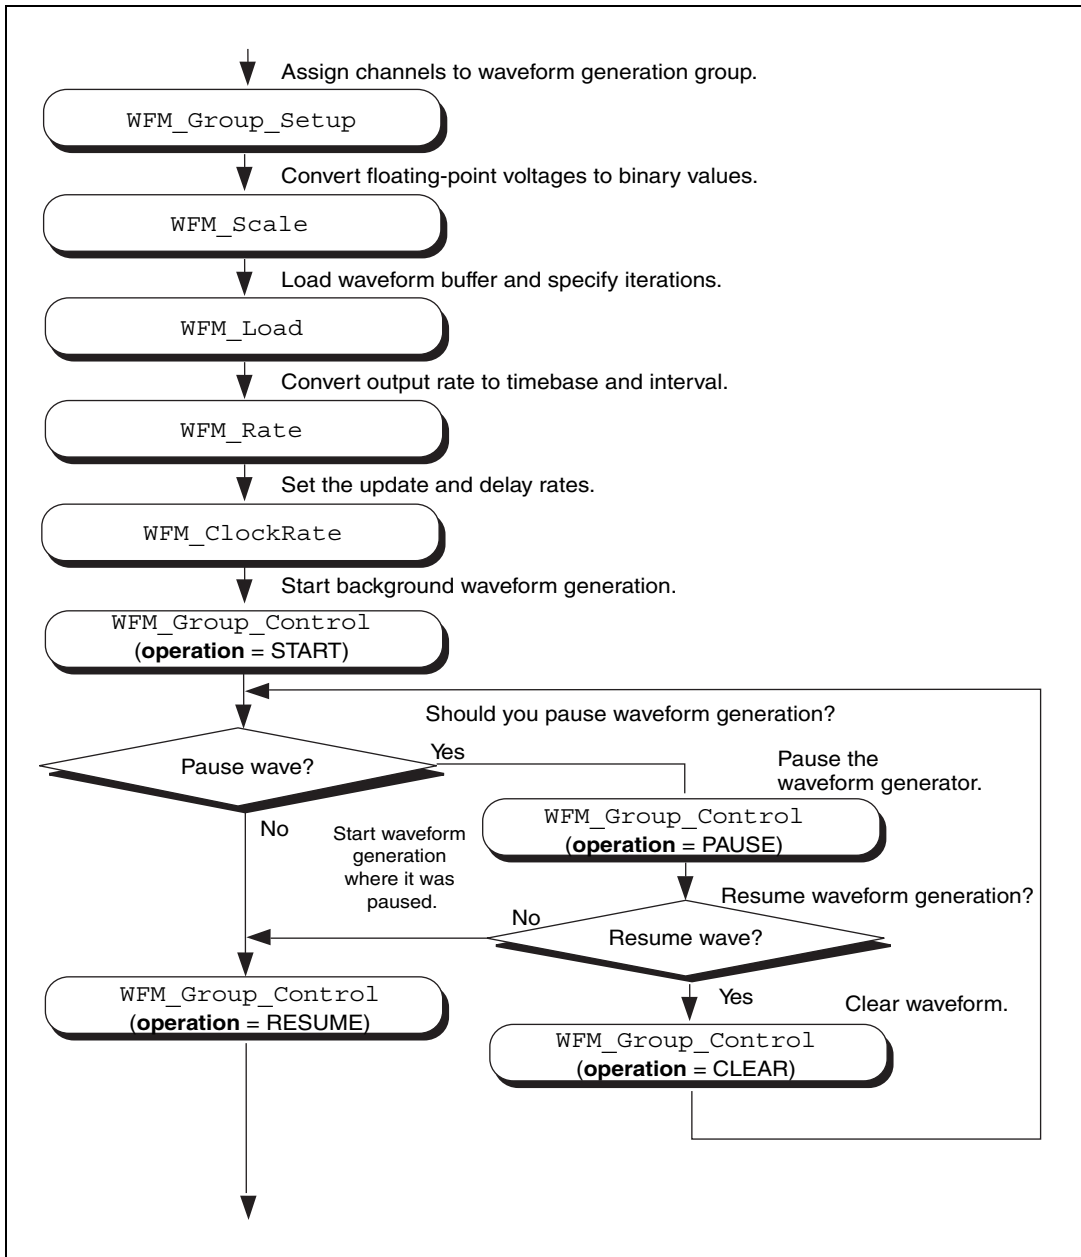 Assign channels to waveform generation group.
WFM_Group_Setup
Convert floating-point voltages to binary values.
WFM_Scale
Load waveform buffer and specify iterations.
WFM_Load
Convert output rate to timebase and interval.
WFM_Rate
Set the update and delay rates.
WFM_ClockRate
Start background waveform generation.
WFM_Group_Control
(operation = START)
Should you pause waveform generation?
Pause wave?
Yes
Pause the
waveform generator.
WFM_Group_Control
(operation = PAUSE)
No
Start waveform
generation
where it was
paused.
Resume waveform generation?
No
Resume wave?
Yes
Clear waveform.
WFM_Group_Control
(operation = RESUME)
WFM_Group_Control
(operation = CLEAR)